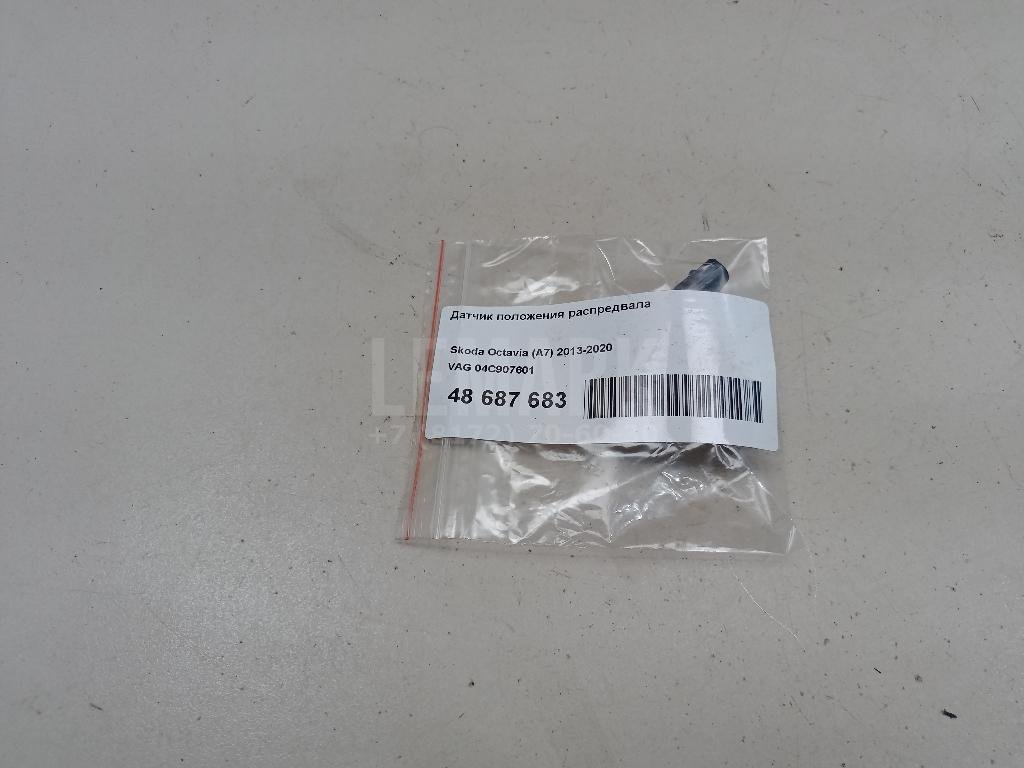 Датчик положения распредвала
Skoda Octavia (A7) 2013-2020
VAG 04C907601
48 687 683